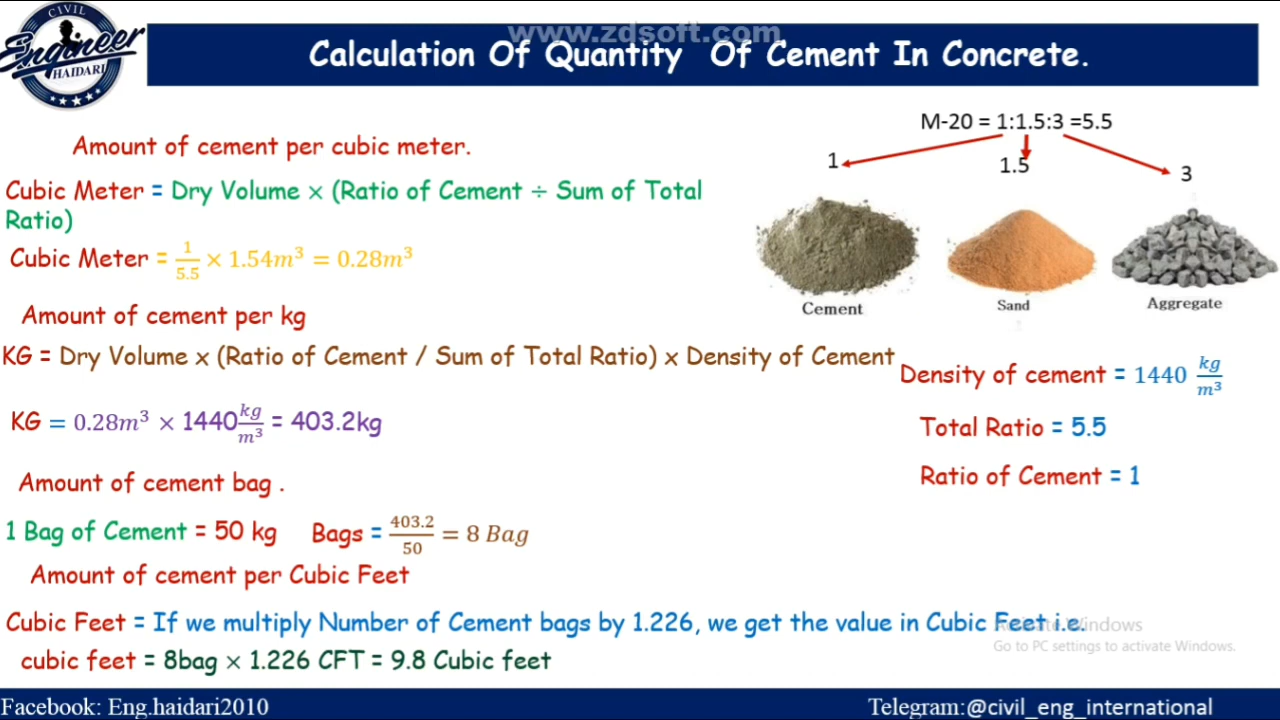 www.zdsoft.com
CIVIL
Engineer
HAIDARI
Calculation Of Quantity Of Cement In Concrete.
M-20 = 1:1.5:3 =5.5
1
1.5
3
Cement
Sand
Aggregate
Amount of cement per cubic meter.
Cubic Meter = Dry Volume × (Ratio of Cement ÷ Sum of Total
Ratio)
Cubic Meter = 1/5.5 × 1.54m³ = 0.28m³
Amount of cement per kg
KG = Dry Volume x (Ratio of Cement / Sum of Total Ratio) x Density of Cement
KG = 0.28m³ × 1440 kg/m³ = 403.2kg
Density of cement = 1440 kg/m³
Total Ratio = 5.5
Ratio of Cement = 1
Amount of cement bag .
1 Bag of Cement = 50 kg Bags = 403.2/50 = 8 Bag
Amount of cement per Cubic Feet
Cubic Feet = If we multiply Number of Cement bags by 1.226, we get the value in Cubic Feet i.e.
cubic feet = 8bag × 1.226 CFT = 9.8 Cubic feet
Activate Windows
Go to PC settings to activate Windows.
Facebook: Eng.haidari2010
Telegram:@civil_eng_international